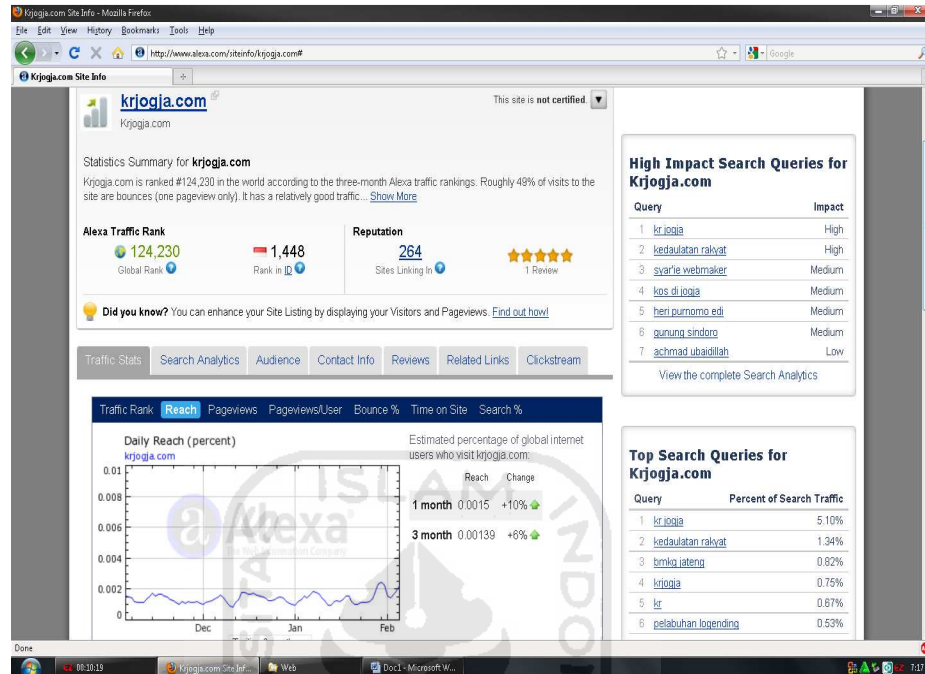 Krjogja.com Site Info - Mozilla Firefox
File Edit View History Bookmarks Tools Help
http://www.alexa.com/siteinfo/krjogja.com#
Google
Krjogja.com Site Info
krjogja.com
Krjogja.com
This site is not certified.
Statistics Summary for krjogja.com
Krjogja.com is ranked #124,230 in the world according to the three-month Alexa traffic rankings. Roughly 49% of visits to the
site are bounces (one pageview only). It has a relatively good traffic... Show More
Alexa Traffic Rank
124,230
Global Rank
1,448
Rank in ID
Reputation
264
Sites Linking In
1 Review
Did you know? You can enhance your Site Listing by displaying your Visitors and Pageviews. Find out how!
Traffic Stats Search Analytics Audience Contact Info Reviews Related Links Clickstream
Traffic Rank Reach Pageviews Pageviews/User Bounce % Time on Site Search %
Daily Reach (percent)
krjogja.com
0.01
0.008
0.006
0.004
0.002
0
Dec Jan Feb
Alexa
The Web Information Company
Estimated percentage of global internet
users who visit krjogja.com:
Reach Change
1 month 0.0015 +10%
3 month 0.00139 +6%
High Impact Search Queries for
Krjogja.com
Query Impact
1 kr jogja High
2 kedaulatan rakyat High
3 syar'ie webmaker Medium
4 kos di jogja Medium
5 heri purnomo edi Medium
6 gunung sindoro Medium
7 achmad ubaidillah Low
View the complete Search Analytics
Top Search Queries for
Krjogja.com
Query Percent of Search Traffic
1 kr jogja 5.10%
2 kedaulatan rakyat 1.34%
3 bmkg jateng 0.82%
4 krjogja 0.75%
5 kr 0.67%
6 pelabuhan logending 0.53%
ISLAM
INDO
SITAS
Done
00:10:19
Krjogja.com Site Inf...
Web
Doc1 - Microsoft W...
7:17